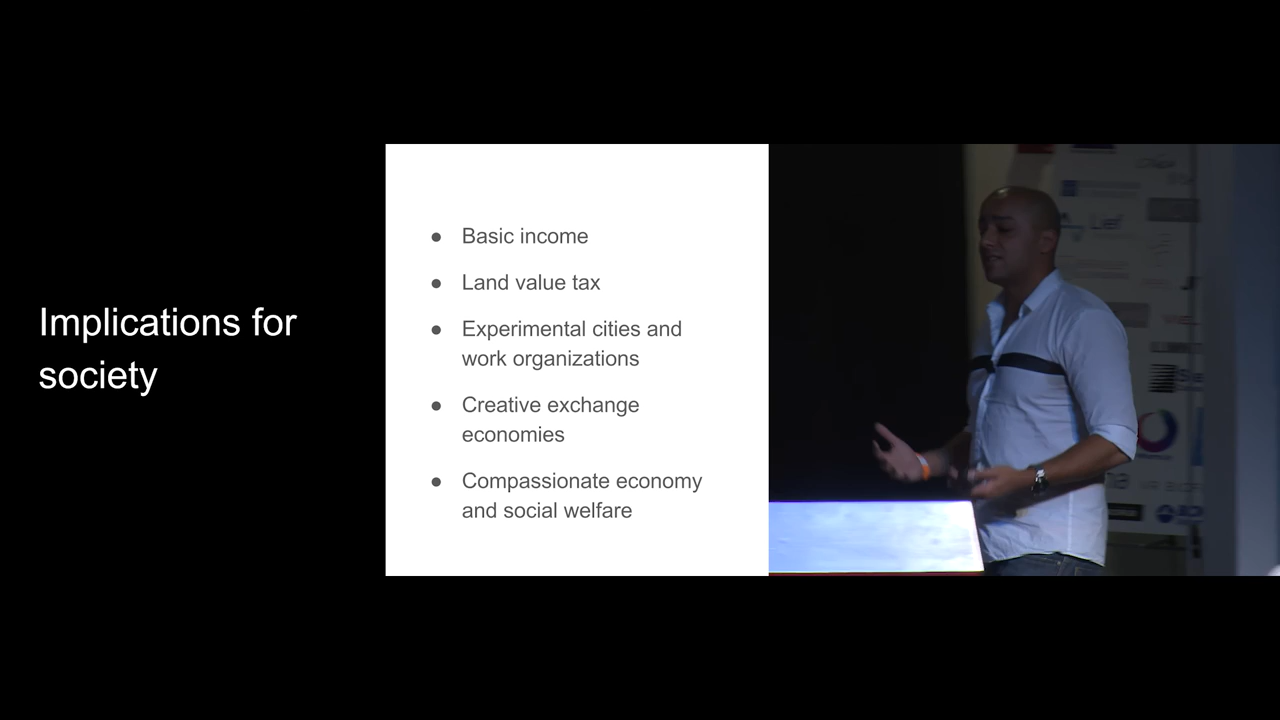 Implications for
society
● Basic income
● Land value tax
● Experimental cities and
work organizations
● Creative exchange
economies
● Compassionate economy
and social welfare
Lief